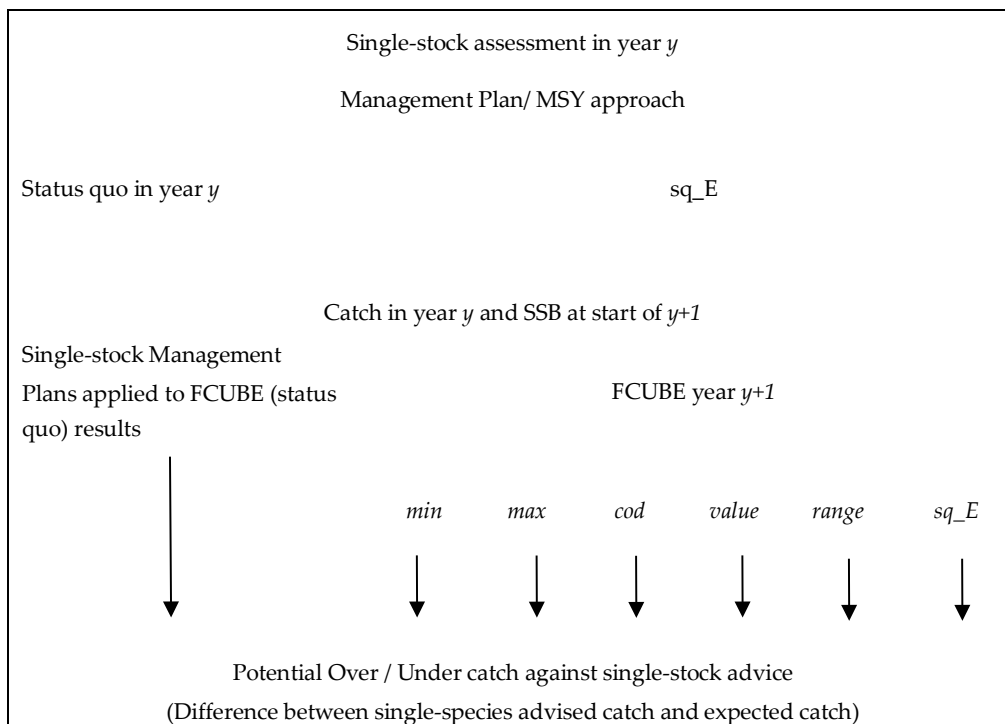 Single-stock assessment in year y
Management Plan/ MSY approach
Status quo in year y
sq_E
Catch in year y and SSB at start of y+1
Single-stock Management
Plans applied to FCUBE (status
quo) results
FCUBE year y+1
min max cod value range sq_E
Potential Over / Under catch against single-stock advice
(Difference between single-species advised catch and expected catch)